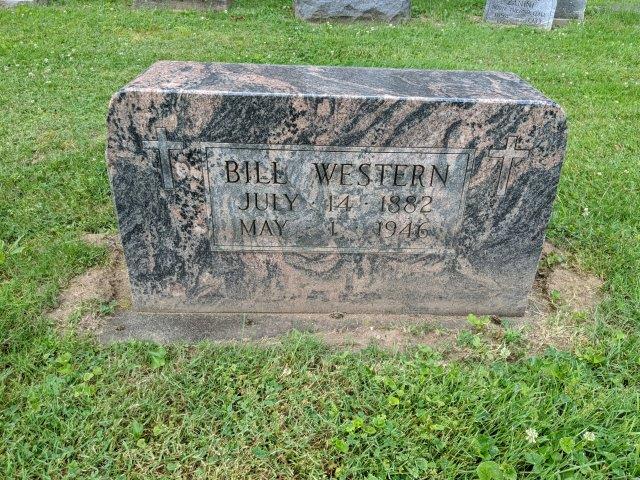 BILL WESTERN
JULY · 14 · 1882
MAY · 1 · 1946